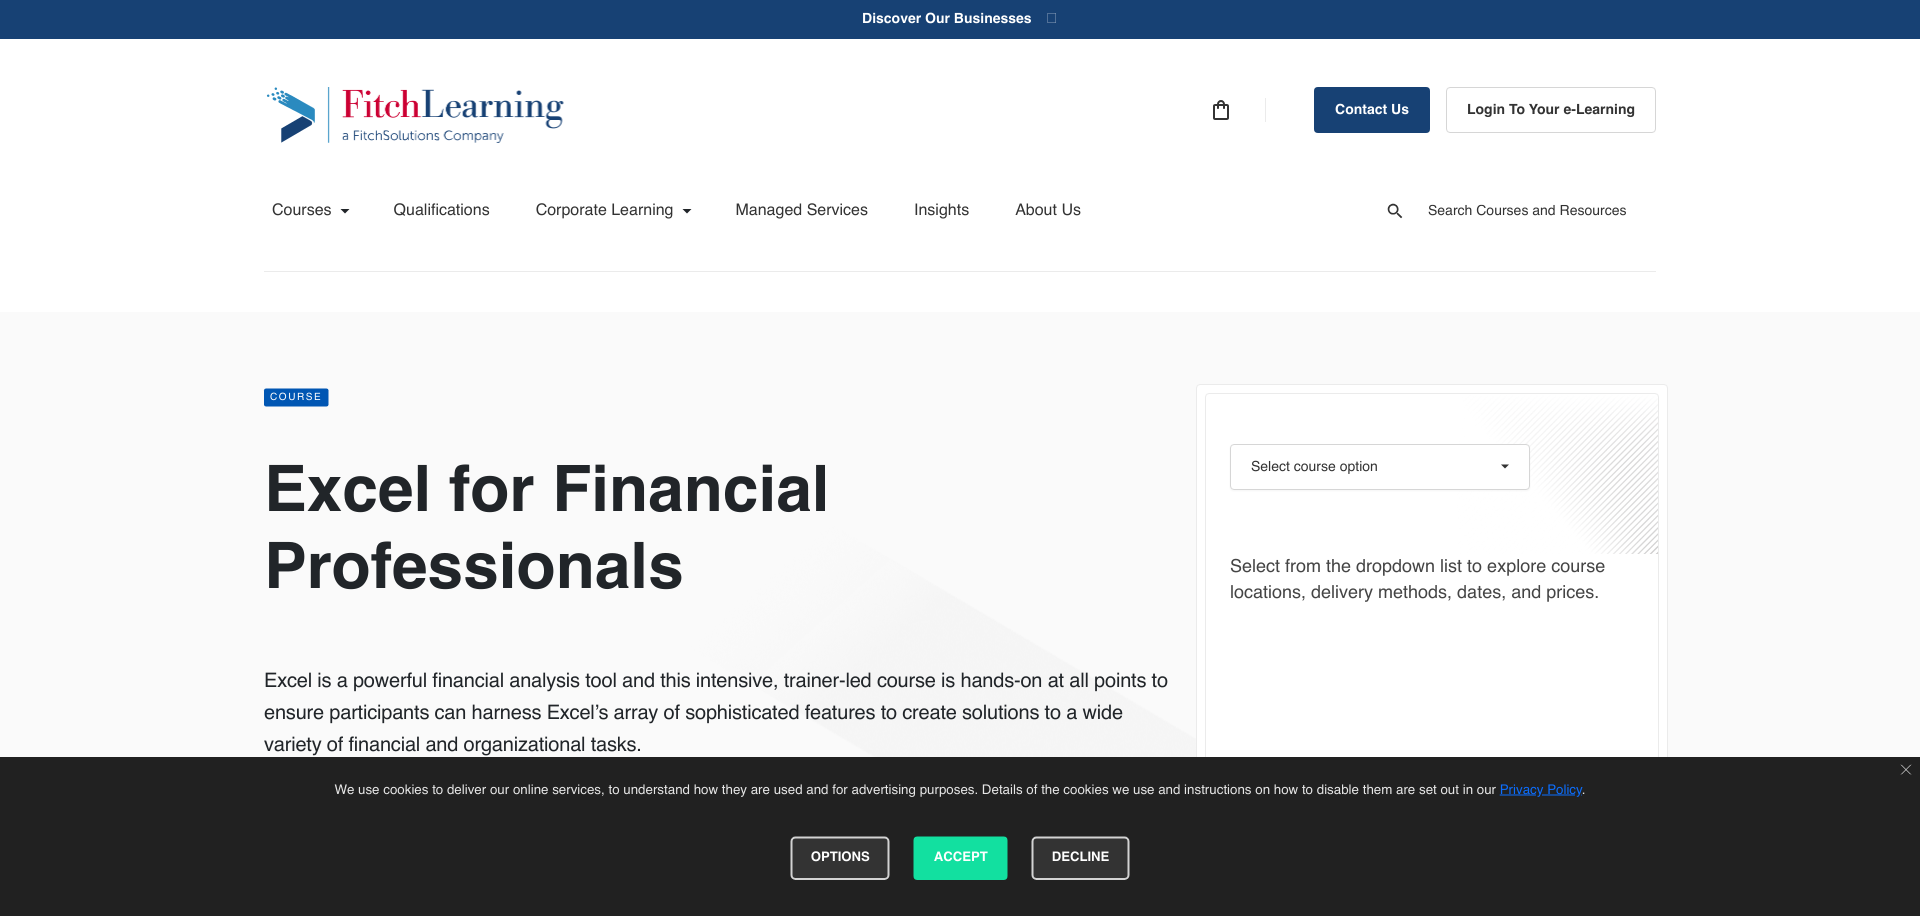 Discover Our Businesses
FitchLearning
a FitchSolutions Company
Contact Us
Login To Your e-Learning
Courses
Qualifications
Corporate Learning
Managed Services
Insights
About Us
Search Courses and Resources
COURSE
Excel for Financial
Professionals
Select course option
Select from the dropdown list to explore course
locations, delivery methods, dates, and prices.
Excel is a powerful financial analysis tool and this intensive, trainer-led course is hands-on at all points to
ensure participants can harness Excel’s array of sophisticated features to create solutions to a wide
variety of financial and organizational tasks.
We use cookies to deliver our online services, to understand how they are used and for advertising purposes. Details of the cookies we use and instructions on how to disable them are set out in our Privacy Policy.
OPTIONS
ACCEPT
DECLINE